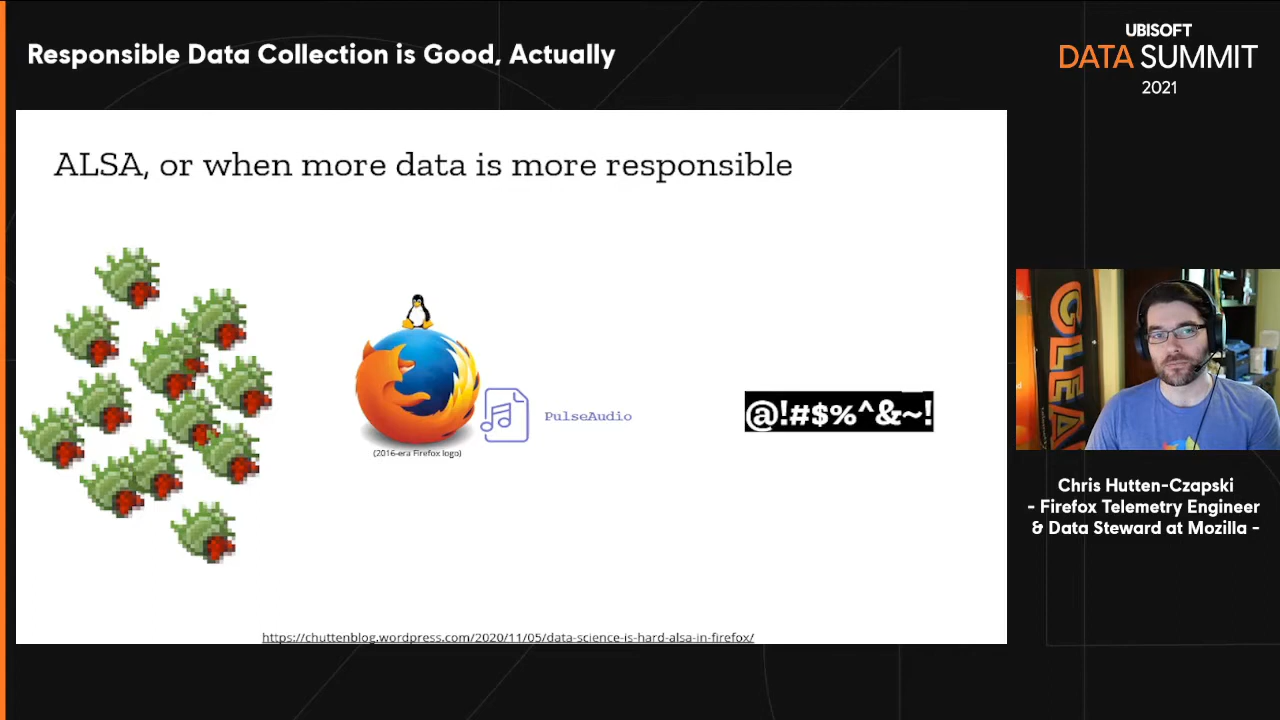 Responsible Data Collection is Good, Actually
UBISOFT
DATA SUMMIT
2021
ALSA, or when more data is more responsible
PulseAudio
(2016-era Firefox logo)
@!#$%^&~!
https://chuttenblog.wordpress.com/2020/11/05/data-science-is-hard-alsa-in-firefox/
GLEA
Chris Hutten-Czapski
- Firefox Telemetry Engineer
& Data Steward at Mozilla -